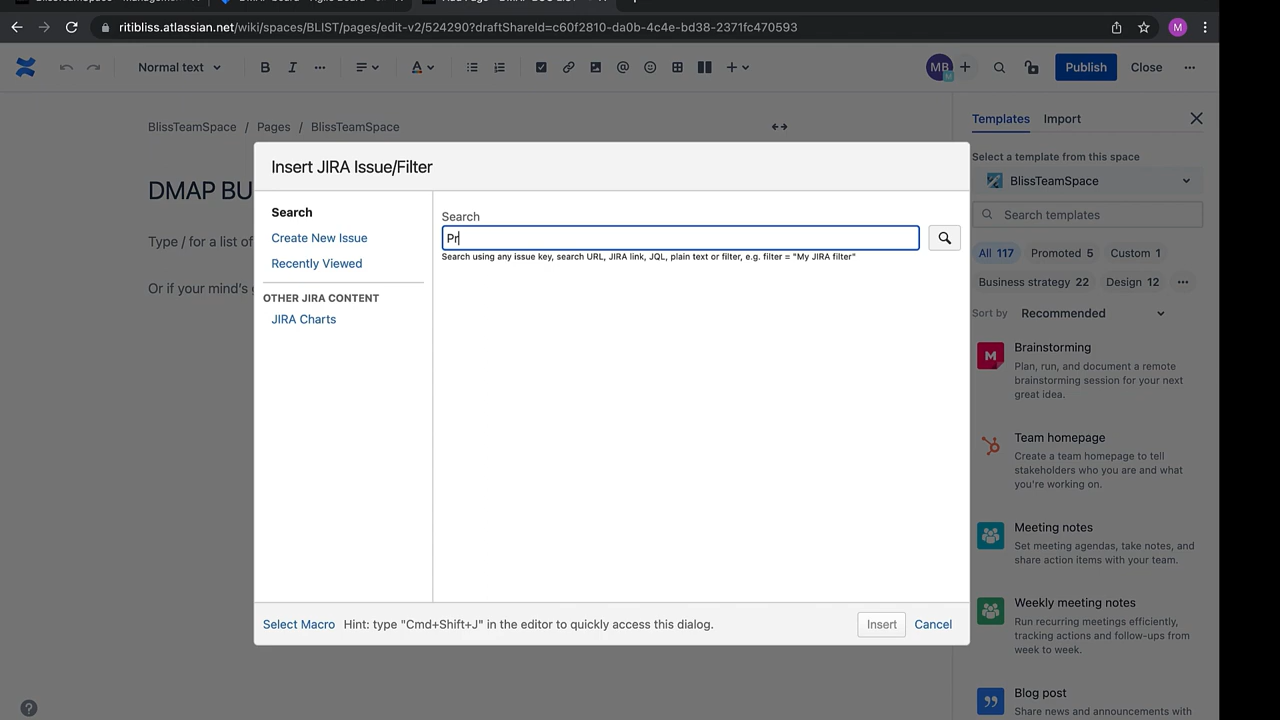 ritibliss.atlassian.net/wiki/spaces/BLIST/pages/edit-v2/524290?draftShareId=c60f2810-da0b-4c4e-bd38-2371fc470593
M
Normal text
B I A
MB
M
Publish
Close
BlissTeamSpace / Pages / BlissTeamSpace
DMAP BU
Type / for a list of
Or if your mind's
Insert JIRA Issue/Filter
Search
Create New Issue
Recently Viewed
OTHER JIRA CONTENT
JIRA Charts
Search
Pr
Search using any issue key, search URL, JIRA link, JQL, plain text or filter, e.g. filter = "My JIRA filter"
Select Macro
Hint: type "Cmd+Shift+J" in the editor to quickly access this dialog.
Insert
Cancel
Templates
Import
Select a template from this space
BlissTeamSpace
Search templates
All 117
Promoted 5
Custom 1
Business strategy 22
Design 12
Sort by
Recommended
Brainstorming
Plan, run, and document a remote
brainstorming session for your next
great idea.
Team homepage
Create a team homepage to tell
stakeholders who you are and what
you're working on.
Meeting notes
Set meeting agendas, take notes, and
share action items with your team.
Weekly meeting notes
Run recurring meetings efficiently,
tracking actions and follow-ups from
week to week.
Blog post
Share news and announcements with